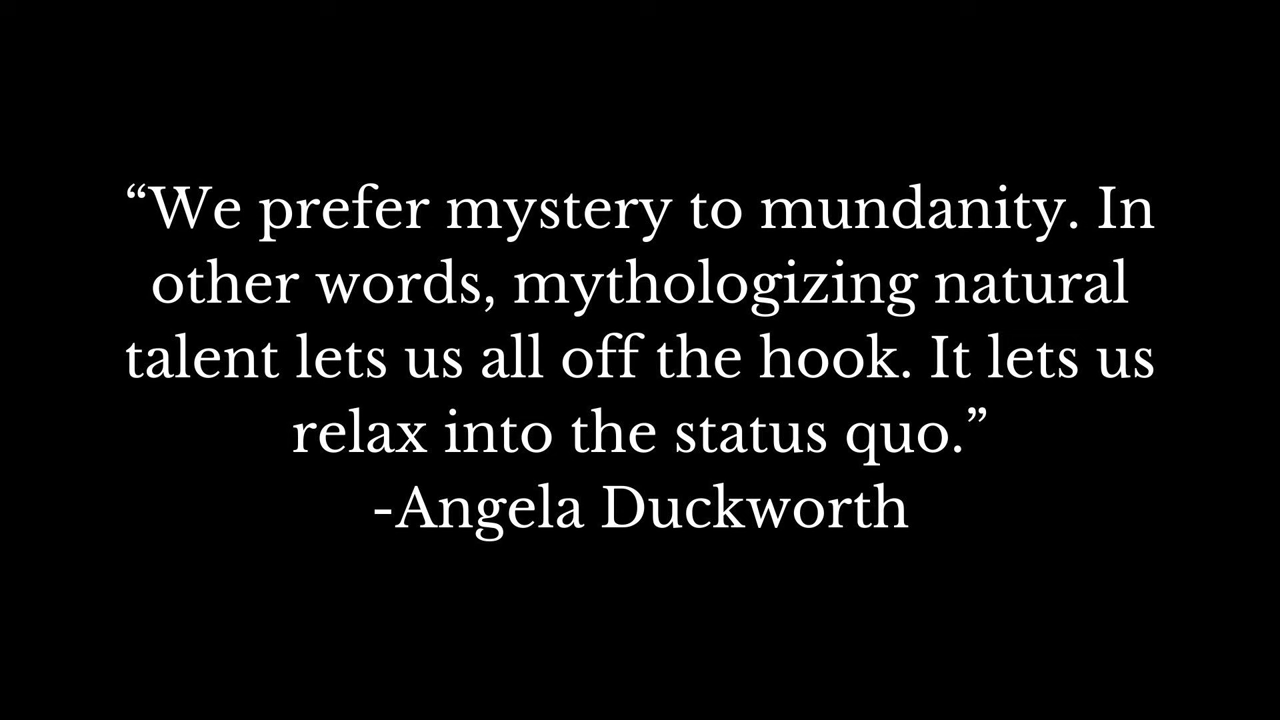 “We prefer mystery to mundanity. In
other words, mythologizing natural
talent lets us all off the hook. It lets us
relax into the status quo.”
-Angela Duckworth